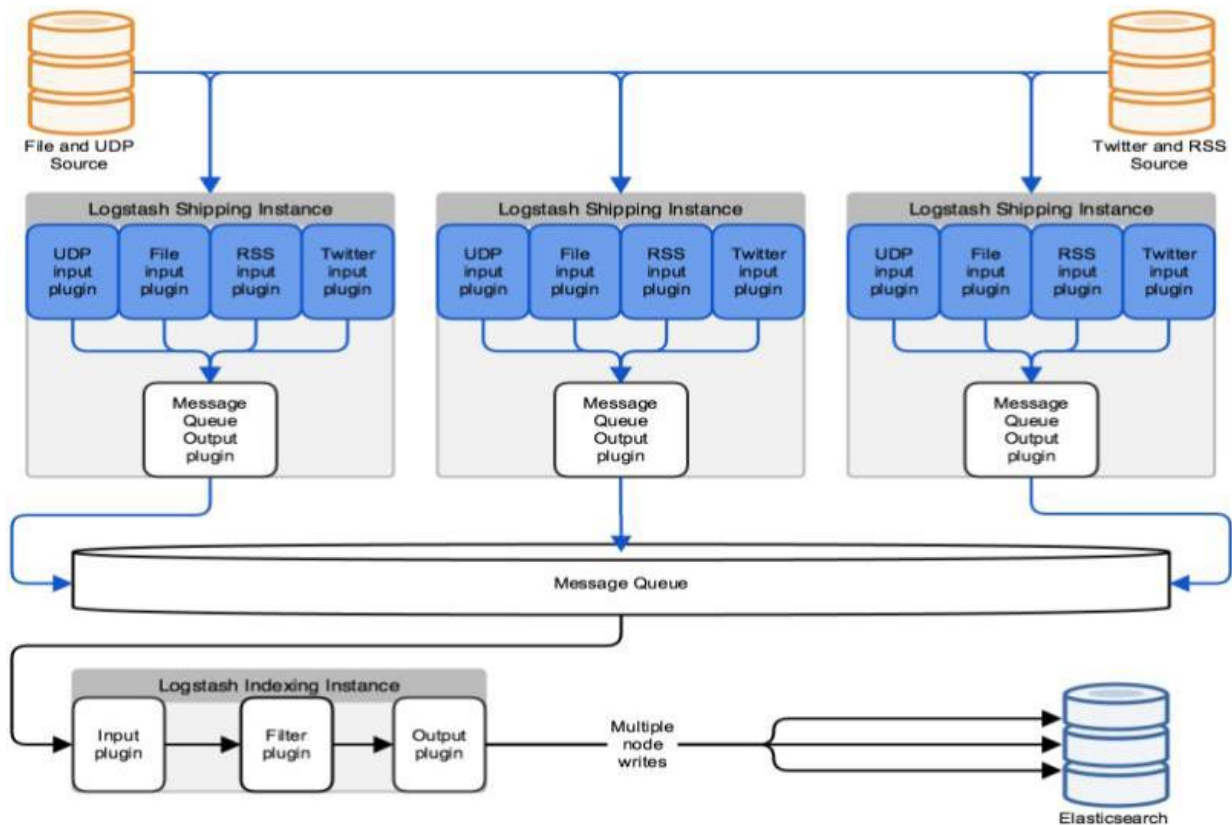 File and UDP
Source
Twitter and RSS
Source
Logstash Shipping Instance
UDP
input
plugin
File
input
plugin
RSS
input
plugin
Twitter
input
plugin
Message
Queue
Output
plugin
Logstash Shipping Instance
UDP
input
plugin
File
input
plugin
RSS
input
plugin
Twitter
input
plugin
Message
Queue
Output
plugin
Logstash Shipping Instance
UDP
input
plugin
File
input
plugin
RSS
input
plugin
Twitter
input
plugin
Message
Queue
Output
plugin
Message Queue
Logstash Indexing Instance
Input
plugin
Filter
plugin
Output
plugin
Multiple
node
writes
Elasticsearch